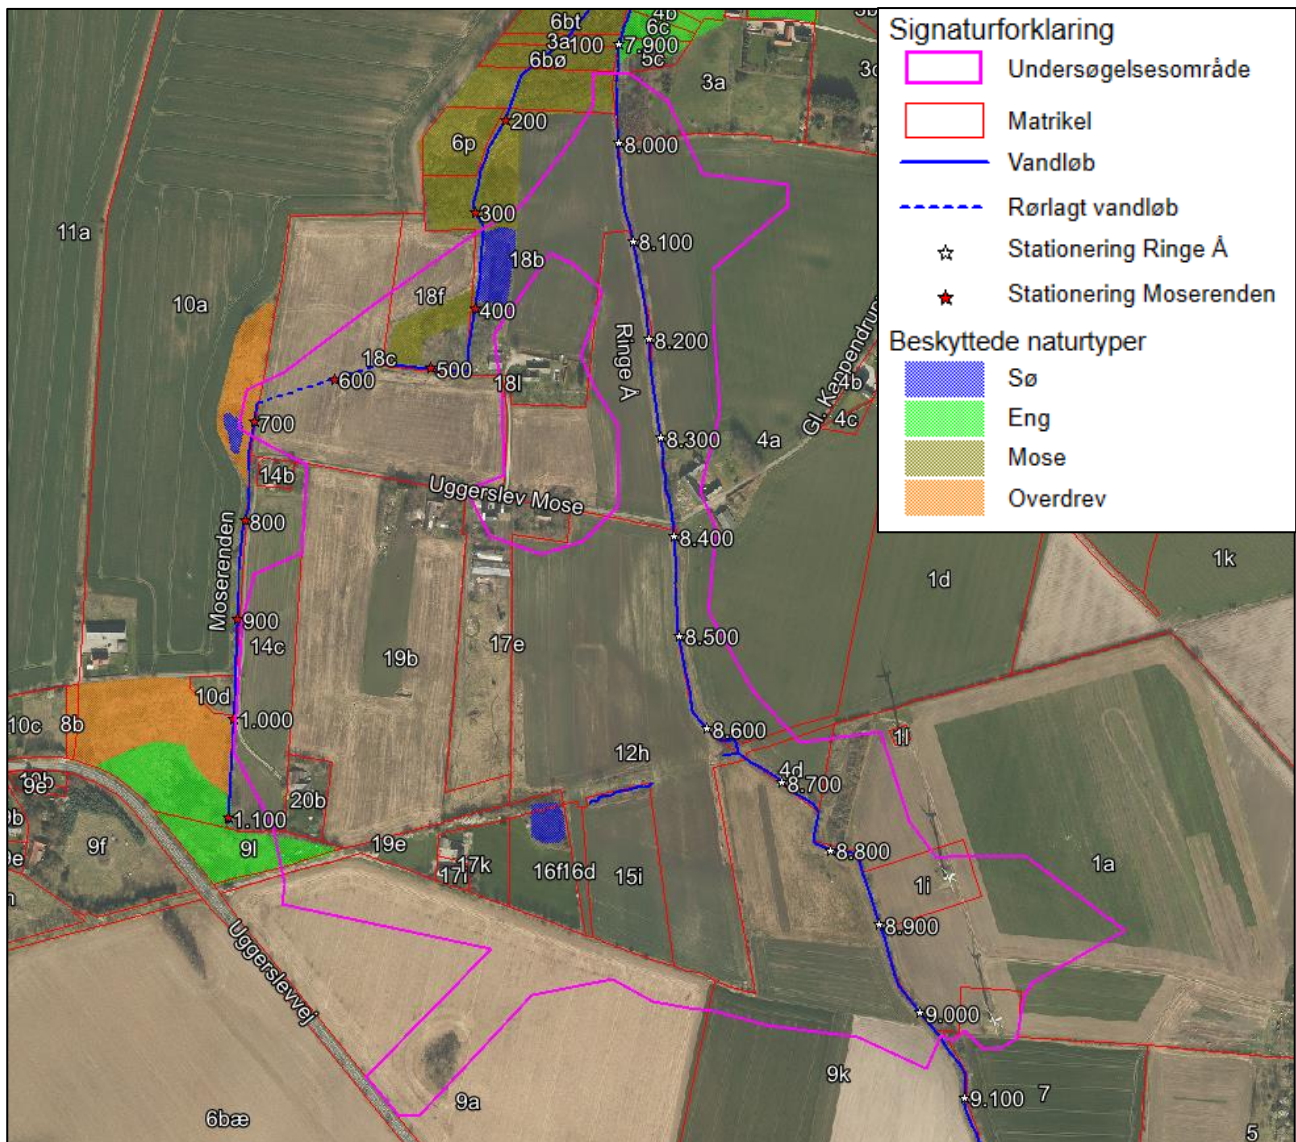 Signaturforklaring
Undersøgelsesområde
Matrikel
Vandløb
Rørlagt vandløb
Stationering Ringe Å
Stationering Moserenden
Beskyttede naturtyper
Sø
Eng
Mose
Overdrev
6bt
4b
6c
3a
100
7.900
5c
6bø
3a
200
6p
8.000
300
11a
18b
8.100
10a
18f
400
Ringe Å
8.200
18c
500
600
18l
4b
Gl. Kappendrup
4c
700
8.300
4a
14b
Uggerslev Mose
800
8.400
Moserenden
1k
1d
900
8.500
14c
17e
19b
10d
10c
8b
1.000
8.600
1l
12h
4d
8.700
9e
20b
1.100
9b
9f
9l
19e
8.800
9e
17k
17i
16f
16d
15i
1i
1a
8.900
Uggerslevvej
9.000
9k
9a
9.100
7
6bæ
5